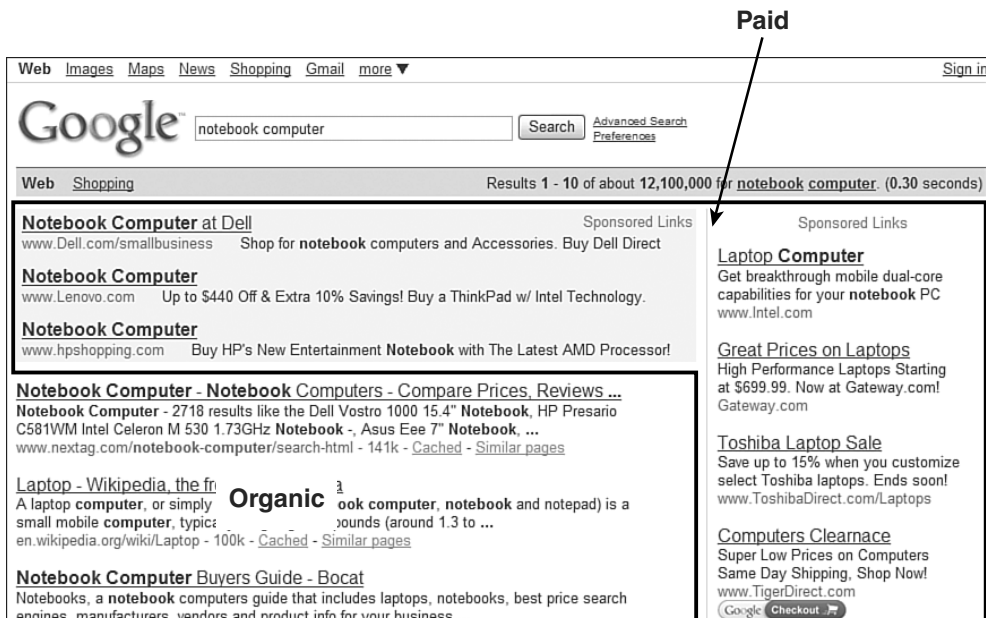 Paid
Web Images Maps News Shopping Gmail more ▼ Sign in
Google™ notebook computer Search Advanced Search
Preferences
Web Shopping Results 1 - 10 of about 12,100,000 for notebook computer. (0.30 seconds)
Notebook Computer at Dell Sponsored Links
www.Dell.com/smallbusiness Shop for notebook computers and Accessories. Buy Dell Direct
Notebook Computer
www.Lenovo.com Up to $440 Off & Extra 10% Savings! Buy a ThinkPad w/ Intel Technology.
Notebook Computer
www.hpshopping.com Buy HP's New Entertainment Notebook with The Latest AMD Processor!
Notebook Computer - Notebook Computers - Compare Prices, Reviews ...
Notebook Computer - 2718 results like the Dell Vostro 1000 15.4" Notebook, HP Presario
C581WM Intel Celeron M 530 1.73GHz Notebook -, Asus Eee 7" Notebook, ...
www.nextag.com/notebook-computer/search-html - 141k - Cached - Similar pages
Laptop - Wikipedia, the
A laptop computer, or simply ook computer, notebook and notepad) is a
small mobile computer, (around 1.3 to ...
en.wikipedia.org/wiki/Laptop - 100k - Cached - Similar pages
Organic
Notebook Computer Buyers Guide - Bocat
Notebooks, a notebook computers guide that includes laptops, notebooks, best price search
engines, manufacturers, vendors and product info for your business.
Sponsored Links
Laptop Computer
Get breakthrough mobile dual-core
capabilities for your notebook PC
www.Intel.com
Great Prices on Laptops
High Performance Laptops Starting
at $699.99. Now at Gateway.com!
Gateway.com
Toshiba Laptop Sale
Save up to 15% when you customize
select Toshiba laptops. Ends soon!
www.ToshibaDirect.com/Laptops
Computers Clearnace
Super Low Prices on Computers
Same Day Shipping, Shop Now!
www.TigerDirect.com
Google Checkout